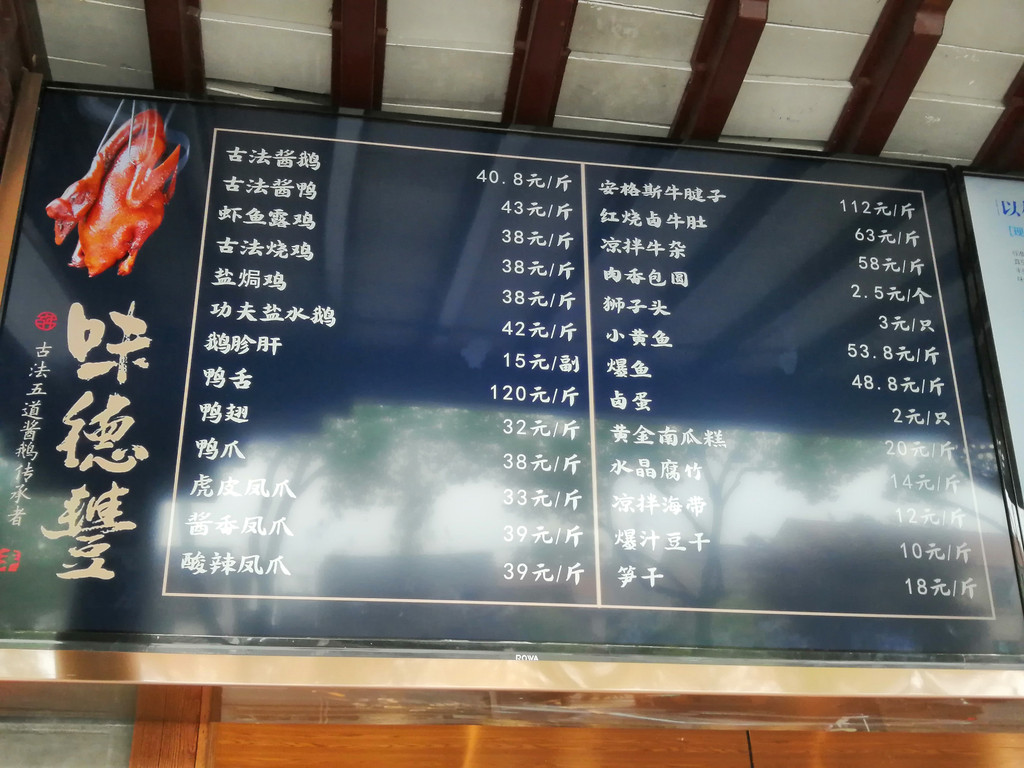 味德豐
古法五道酱鹅传承者
古法酱鹅 40.8元/斤
古法酱鸭 43元/斤
虾鱼露鸡 38元/斤
古法烧鸡 38元/斤
盐焗鸡 38元/斤
功夫盐水鹅 42元/斤
鹅胗肝 15元/副
鸭舌 120元/斤
鸭翅 32元/斤
鸭爪 38元/斤
虎皮凤爪 33元/斤
酱香凤爪 39元/斤
酸辣凤爪 39元/斤
安格斯牛腱子 112元/斤
红烧卤牛肚 63元/斤
凉拌牛杂 58元/斤
肉香包圆 2.5元/个
狮子头 3元/只
小黄鱼 53.8元/斤
爆鱼 48.8元/斤
卤蛋 2元/只
黄金南瓜糕 20元/斤
水晶腐竹 14元/斤
凉拌海带 12元/斤
爆汁豆干 10元/斤
笋干 18元/斤
ROWA
以